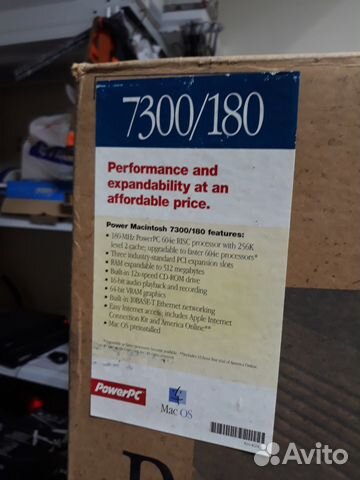 7300/180
Performance and
expandability at an
affordable price.
Power Macintosh 7300/180 features:
• 180-MHz PowerPC 604e RISC processor with 256K
level 2 cache; upgradable to faster 604e processors*
• Three industry-standard PCI expansion slots
• RAM expandable to 512 megabytes
• Built-in 12x-speed CD-ROM drive
• 16-bit audio playback and recording
• 64-bit VRAM graphics
• Built-in 10BASE-T Ethernet networking
• Easy Internet access; includes Apple Internet
Connection Kit and America Online**
• Mac OS preinstalled
PowerPC
Mac OS
Avito